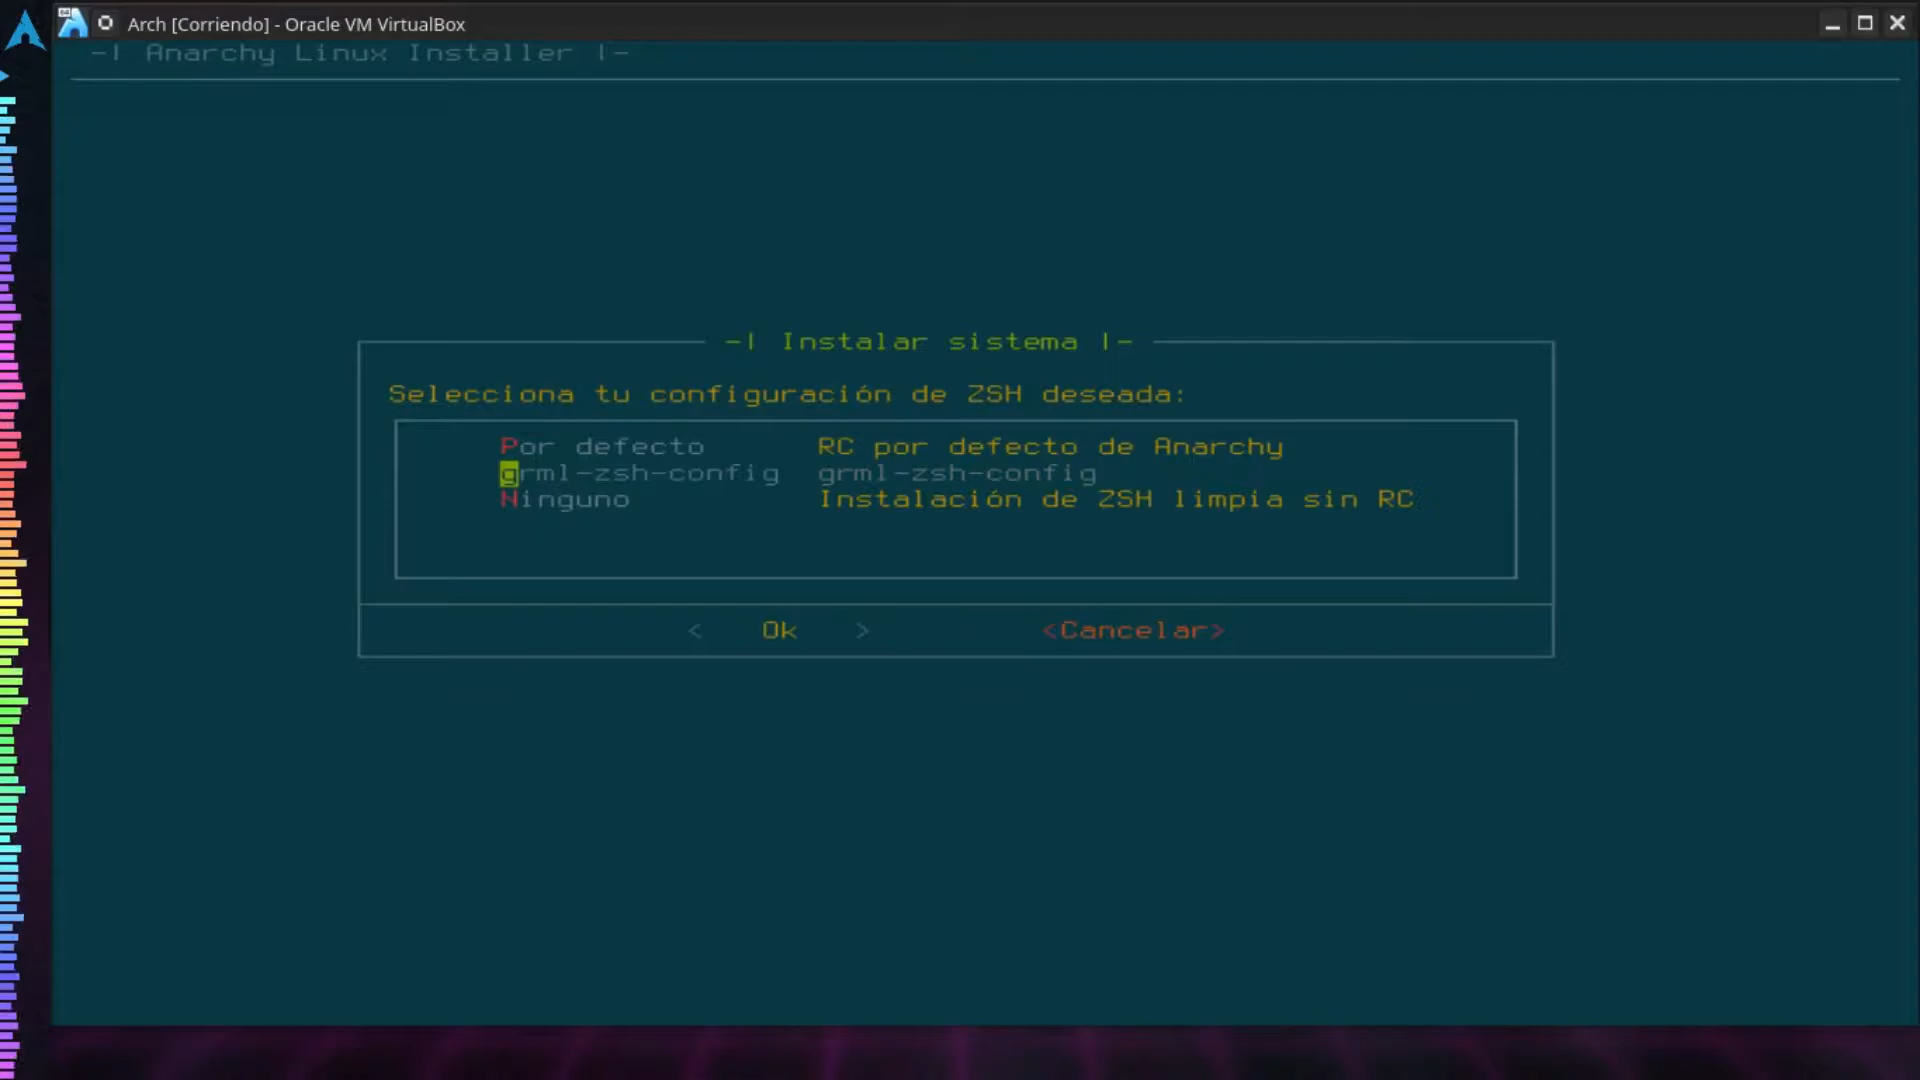 Arch [Corriendo] - Oracle VM VirtualBox
-| Anarchy Linux Installer |-
-| Instalar sistema |-
Selecciona tu configuración de ZSH deseada:
Por defecto RC por defecto de Anarchy
grml-zsh-config grml-zsh-config
Ninguno Instalación de ZSH limpia sin RC
< Ok > <Cancelar>